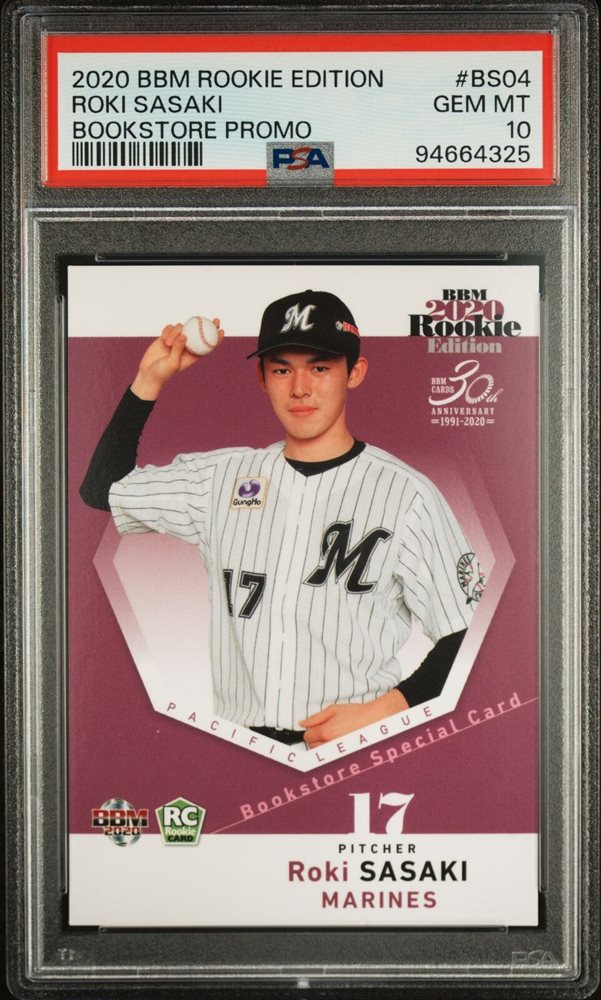 2020 BBM ROOKIE EDITION #BS04
ROKI SASAKI GEM MT
BOOKSTORE PROMO 10
PSA 94664325
BBM
2020
Rookie
Edition
BBM CARDS 30th
ANNIVERSARY
=1991-2020=
M
GungHo
M
17
PACIFIC LEAGUE
Bookstore Special Card
BBM
2020
RC
Rookie
CARD
17
PITCHER
Roki SASAKI
MARINES
PSA